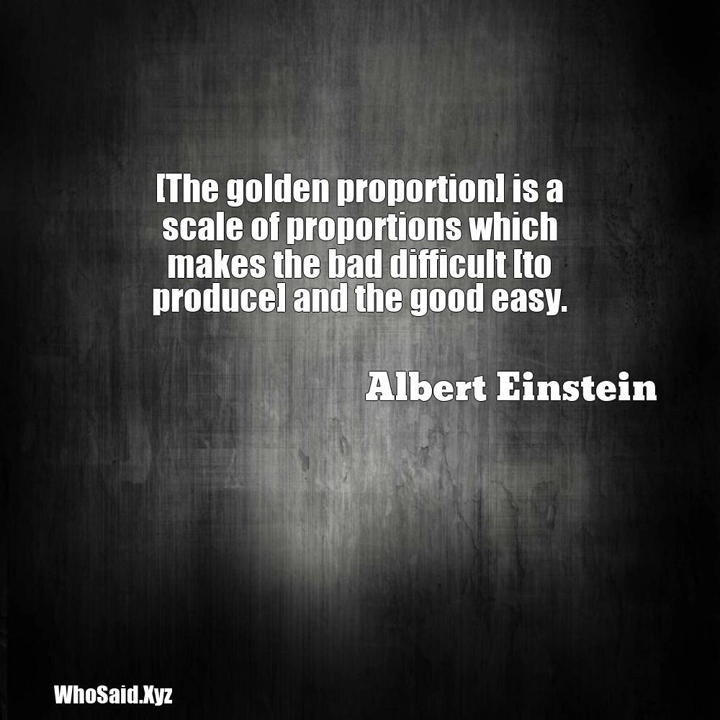 [The golden proportion] is a
scale of proportions which
makes the bad difficult [to
produce] and the good easy.
Albert Einstein
WhoSaid.Xyz